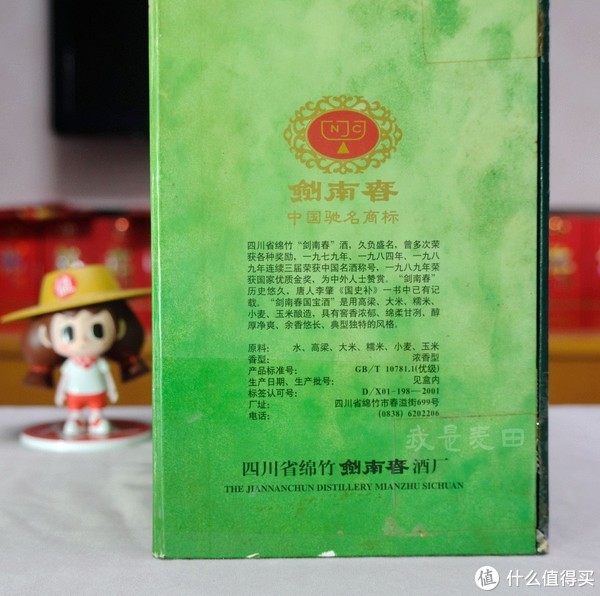 NJC
剑南春
中国驰名商标
四川省绵竹“剑南春”酒，久负盛名，曾多次荣
获各种奖励，一九七九年、一九八四年、一九八
九年连续三届荣获中国名酒称号，一九八九年荣
获国家优质金奖，为中外人士赞赏。“剑南春”
历史悠久，唐人李肇《国史补》一书中已有记
载。“剑南春国宝酒”是用高梁、大米、糯米、
小麦、玉米酿造，具有窖香浓郁、绵柔甘洌、醇
厚净爽、余香悠长、典型独特的风格。
原料： 水、高梁、大米、糯米、小麦、玉米
香型： 浓香型
产品标准号： GB/T 10781.1(优级)
生产日期、生产批号： 见盒内
标签认可号： D/X01-198—2001
厂址： 四川省绵竹市春溢街699号
电话： (0838) 6202206
我是麦田
四川省绵竹剑南春酒厂
THE JIANNANCHUN DISTILLERY MIANZHU SICHUAN
值 什么值得买